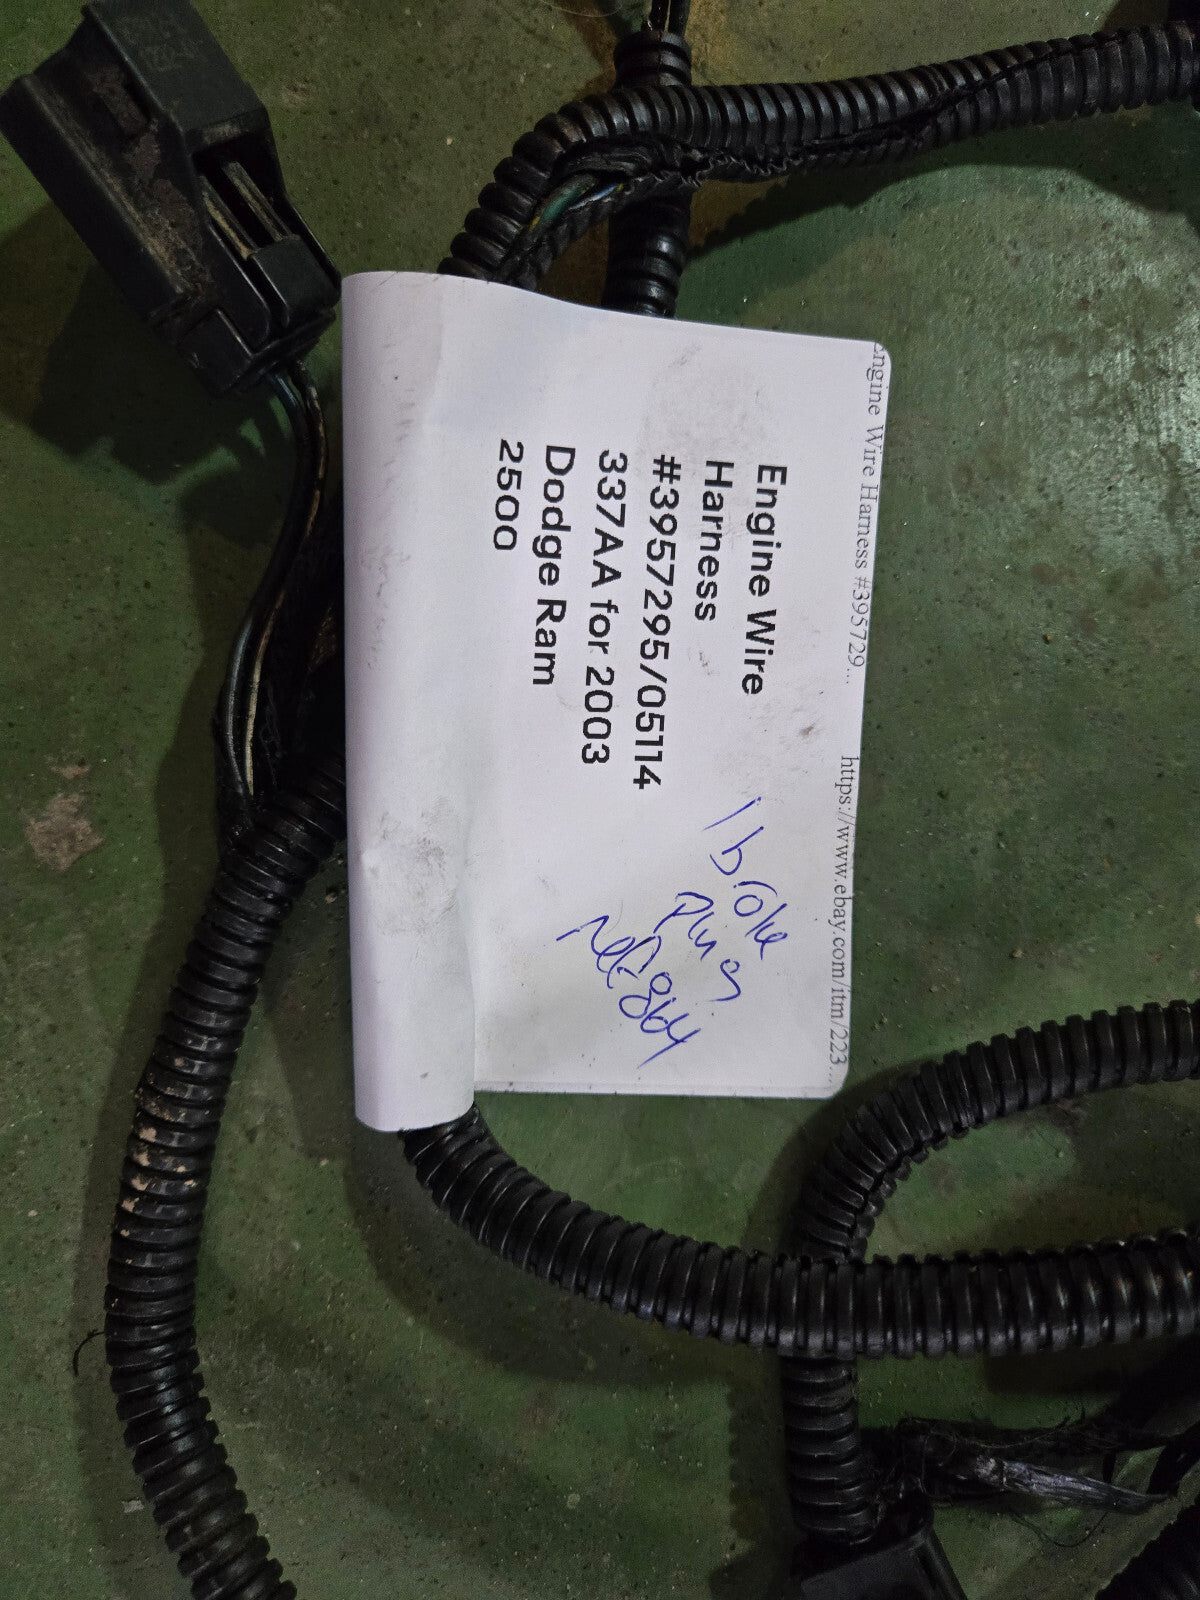 Engine Wire Harness #395729...
https://www.ebay.com/itm/223...
Engine Wire
Harness
#3957295/05114
337AA for 2003
Dodge Ram
2500
1 broke
plug